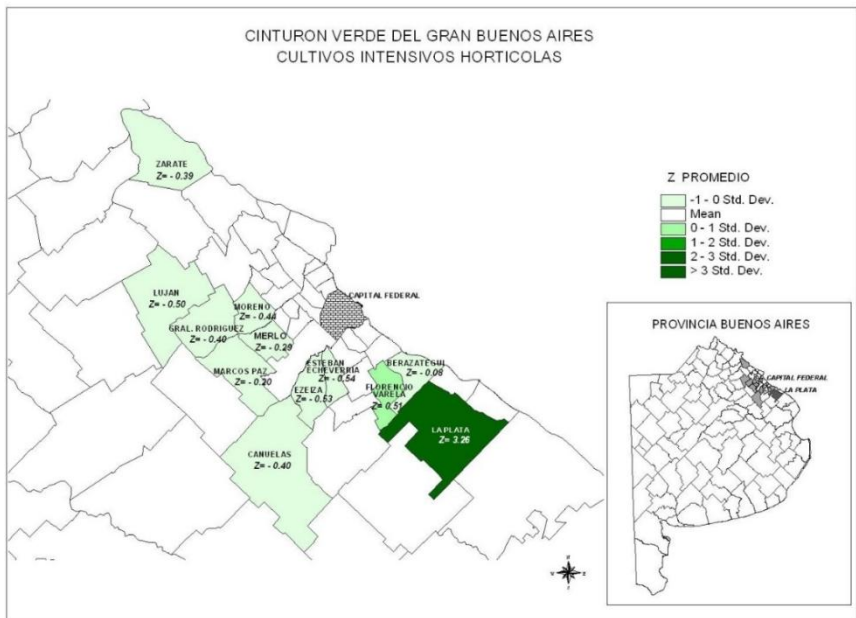 CINTURON VERDE DEL GRAN BUENOS AIRES
CULTIVOS INTENSIVOS HORTICOLAS
ZARATE
Z= - 0.39
LUJAN
Z= - 0.50
GRAL. RODRIGUEZ
Z= - 0.40
MORENO
Z= - 0.44
MERLO
Z= - 0.29
MARCOS PAZ
Z= - 0.20
CAPITAL FEDERAL
ESTEBAN
ECHEVERRIA
Z= - 0.54
EZEIZA
Z= - 0.53
BERAZATEGUI
Z= - 0.08
FLORENCIO
VARELA
Z= 0.51
LA PLATA
Z= 3.26
CANUELAS
Z= - 0.40
Z PROMEDIO
-1 - 0 Std. Dev.
Mean
0 - 1 Std. Dev.
1 - 2 Std. Dev.
2 - 3 Std. Dev.
> 3 Std. Dev.
PROVINCIA BUENOS AIRES
CAPITAL FEDERAL
LA PLATA